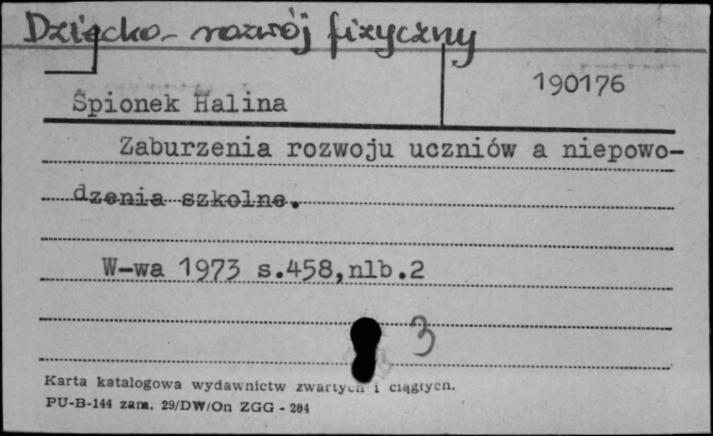 Dziecko - rozwój fizyczny
190176
Spionek Halina
Zaburzenia rozwoju uczniów a niepowo-
dzenia szkolne.
W-wa 1973 s.458,nlb.2
3
Karta katalogowa wydawnictw zwartych i ciągłych.
PU-B-144 zam. 29/DW/On ZGG - 204